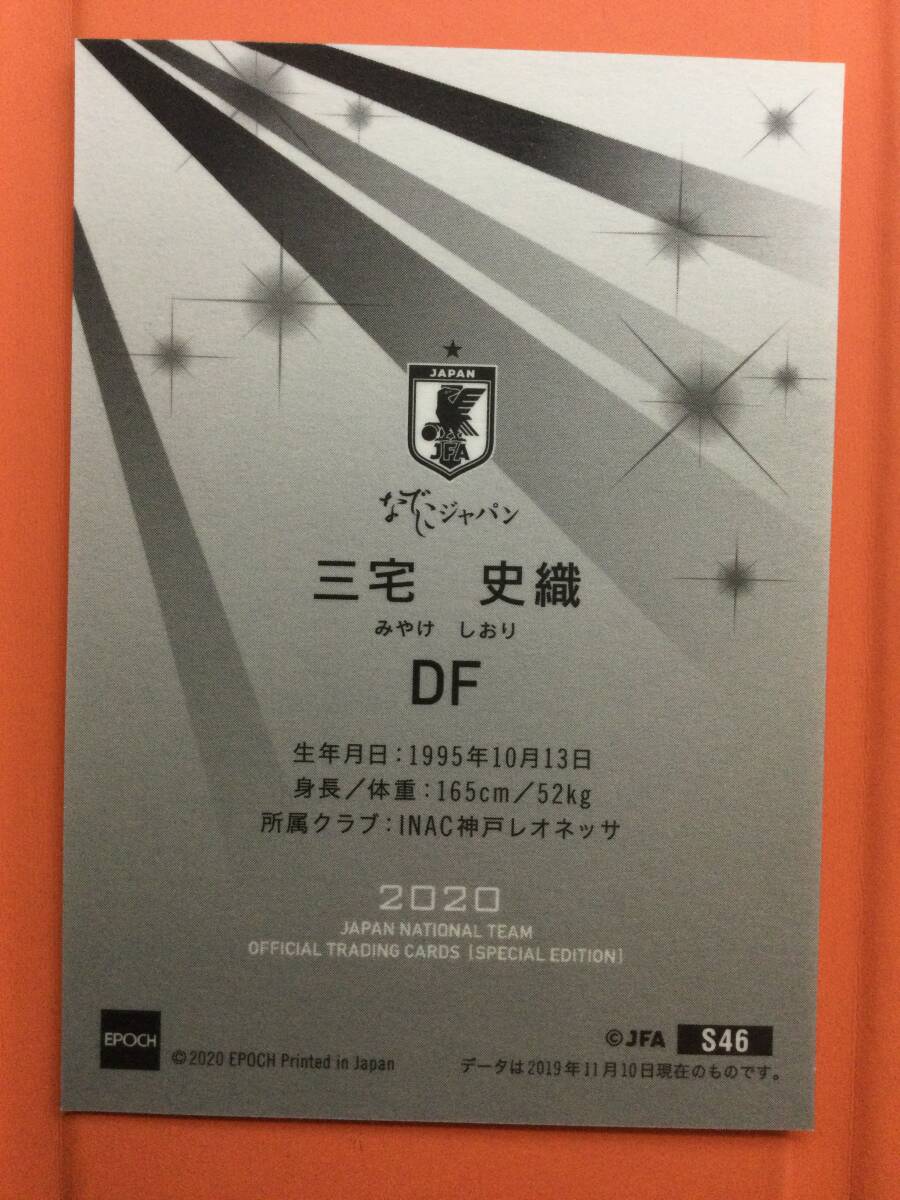 JAPAN
JFA
なでしこジャパン
三宅 史織
みやけ しおり
DF
生年月日:1995年10月13日
身長/体重:165cm/52kg
所属クラブ:INAC神戸レオネッサ
2020
JAPAN NATIONAL TEAM
OFFICIAL TRADING CARDS [SPECIAL EDITION]
EPOCH
©2020 EPOCH Printed in Japan
©JFA S46
データは2019年11月10日現在のものです。